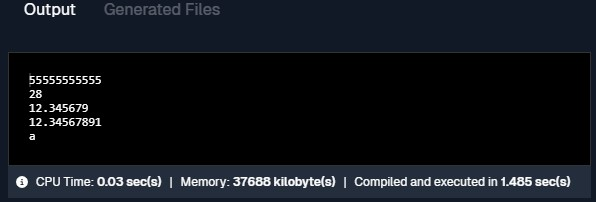 Output Generated Files
55555555555
28
12.345679
12.34567891
a
CPU Time: 0.03 sec(s) | Memory: 37688 kilobyte(s) | Compiled and executed in 1.485 sec(s)